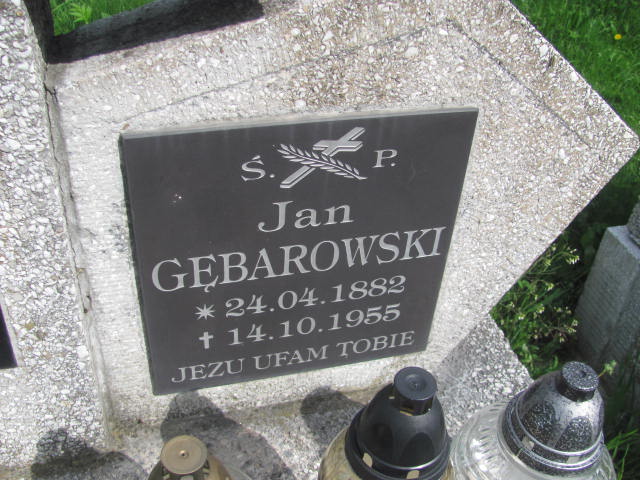 Ś. P.
Jan
GĘBAROWSKI
* 24.04.1882
✝ 14.10.1955
JEZU UFAM TOBIE